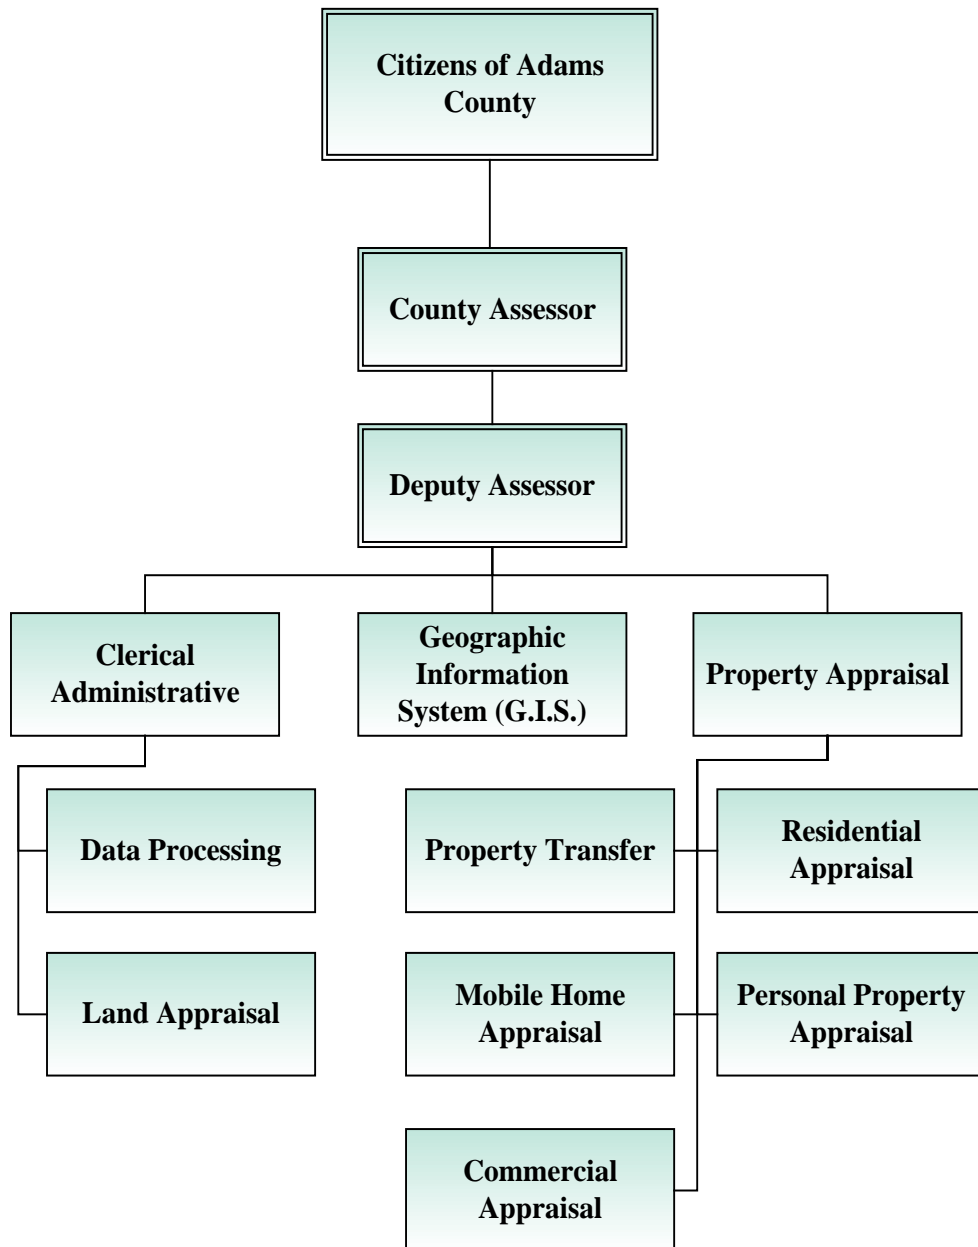 Citizens of Adams
County
County Assessor
Deputy Assessor
Clerical
Administrative
Geographic
Information
System (G.I.S.)
Property Appraisal
Data Processing
Property Transfer
Residential
Appraisal
Land Appraisal
Mobile Home
Appraisal
Personal Property
Appraisal
Commercial
Appraisal